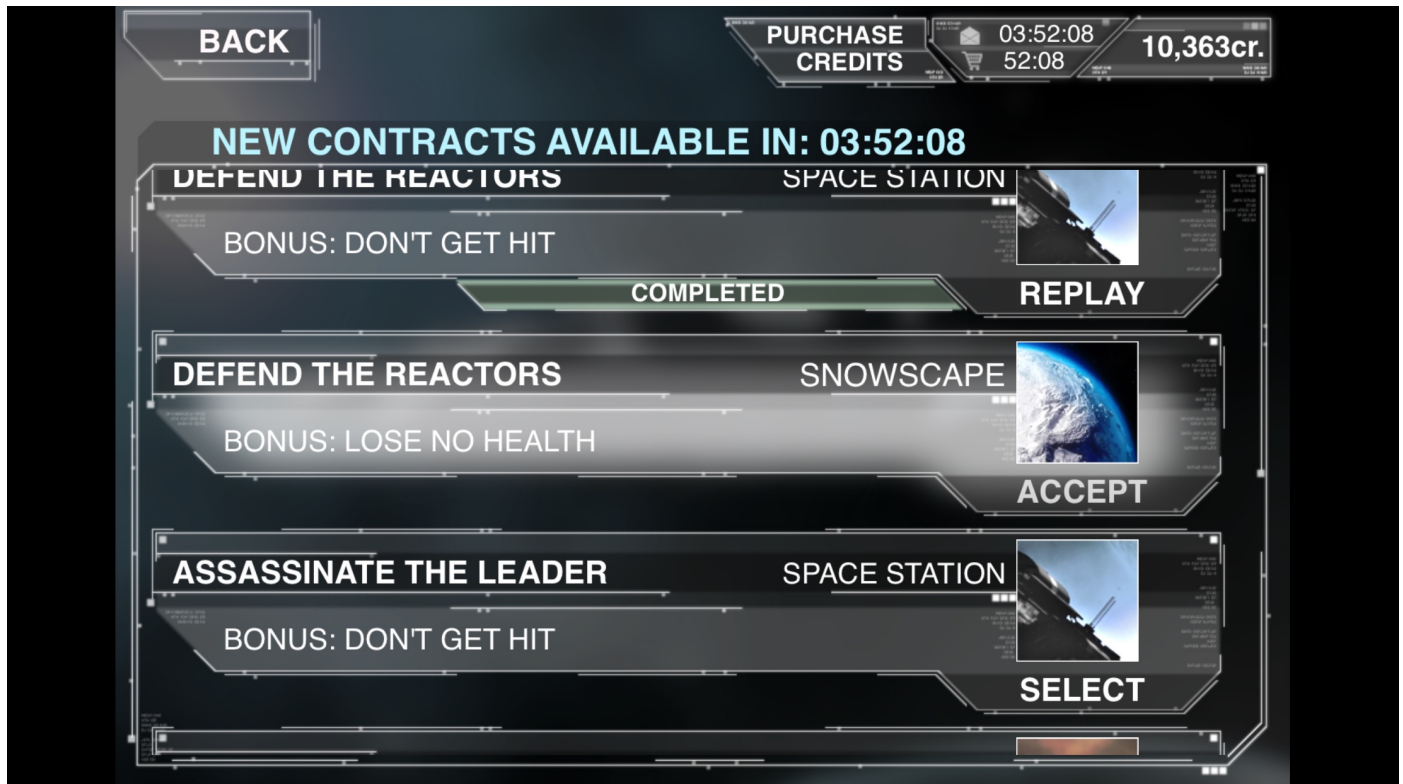 BACK
PURCHASE
CREDITS
03:52:08
52:08
10,363cr.
NEW CONTRACTS AVAILABLE IN: 03:52:08
DEFEND THE REACTORS
SPACE STATION
BONUS: DON'T GET HIT
COMPLETED
REPLAY
DEFEND THE REACTORS
SNOWSCAPE
BONUS: LOSE NO HEALTH
ACCEPT
ASSASSINATE THE LEADER
SPACE STATION
BONUS: DON'T GET HIT
SELECT